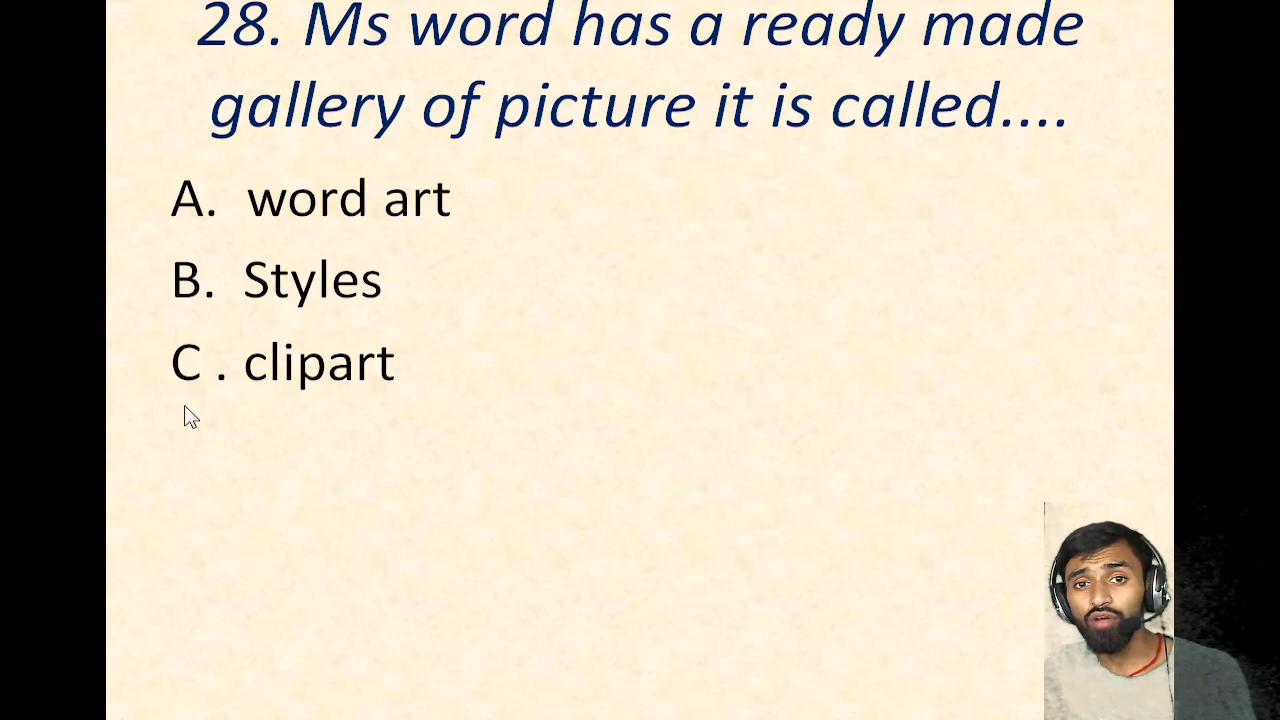 28. Ms word has a ready made
gallery of picture it is called....
A. word art
B. Styles
C . clipart